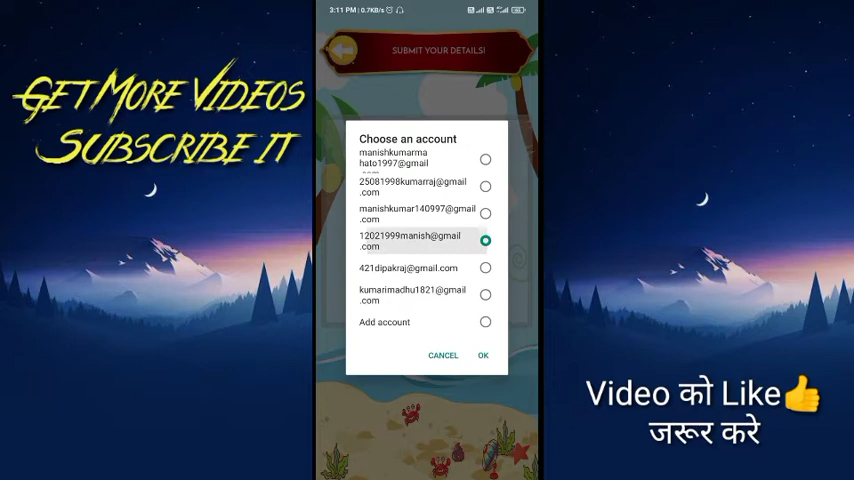 GET MORE VIDEOS
SUBSCRIBE IT
3:11 PM | 0.7KB/s
SUBMIT YOUR DETAILS!
Choose an account
manishkumarma
hato1997@gmail
.com
25081998kumarraj@gmail
.com
manishkumar140997@gmail
.com
12021999manish@gmail
.com
421dipakraj@gmail.com
kumarimadhu1821@gmail
.com
Add account
CANCEL OK
Video को Like👍
जरूर करे